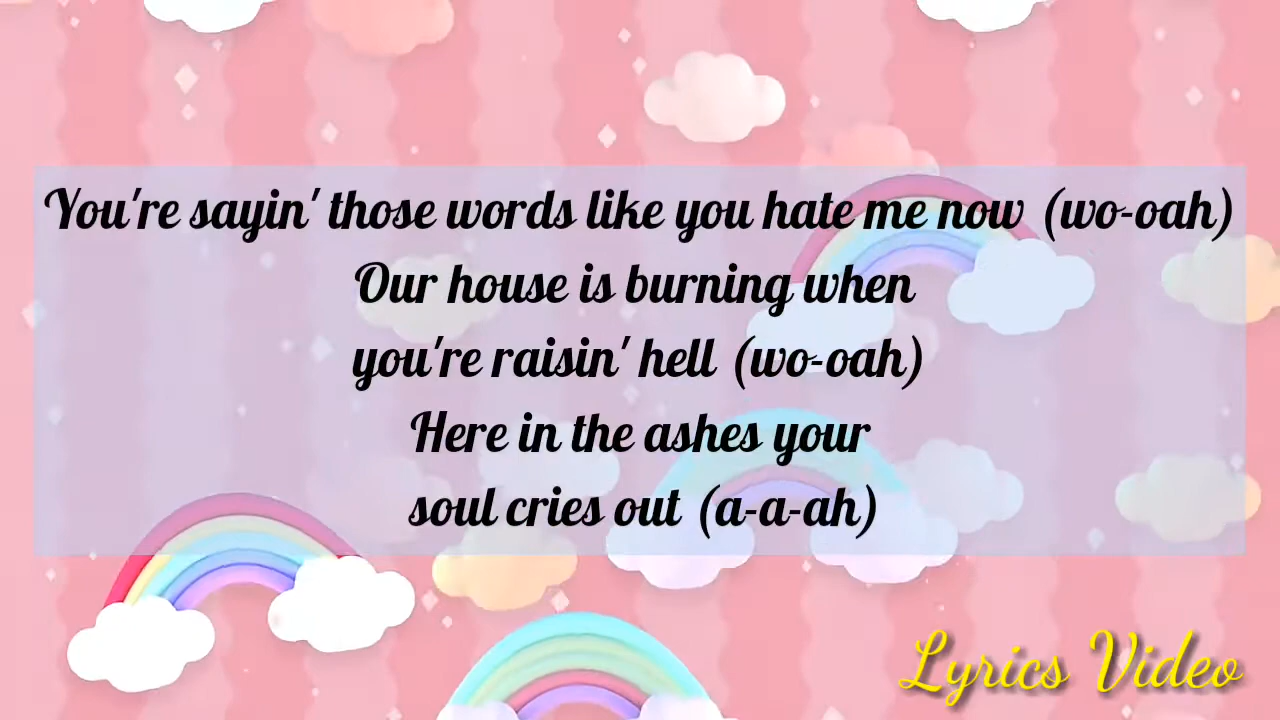 You're sayin' those words like you hate me now (wo-oah)
Our house is burning when
you're raisin' hell (wo-oah)
Here in the ashes your
soul cries out (a-a-ah)
Lyrics Video